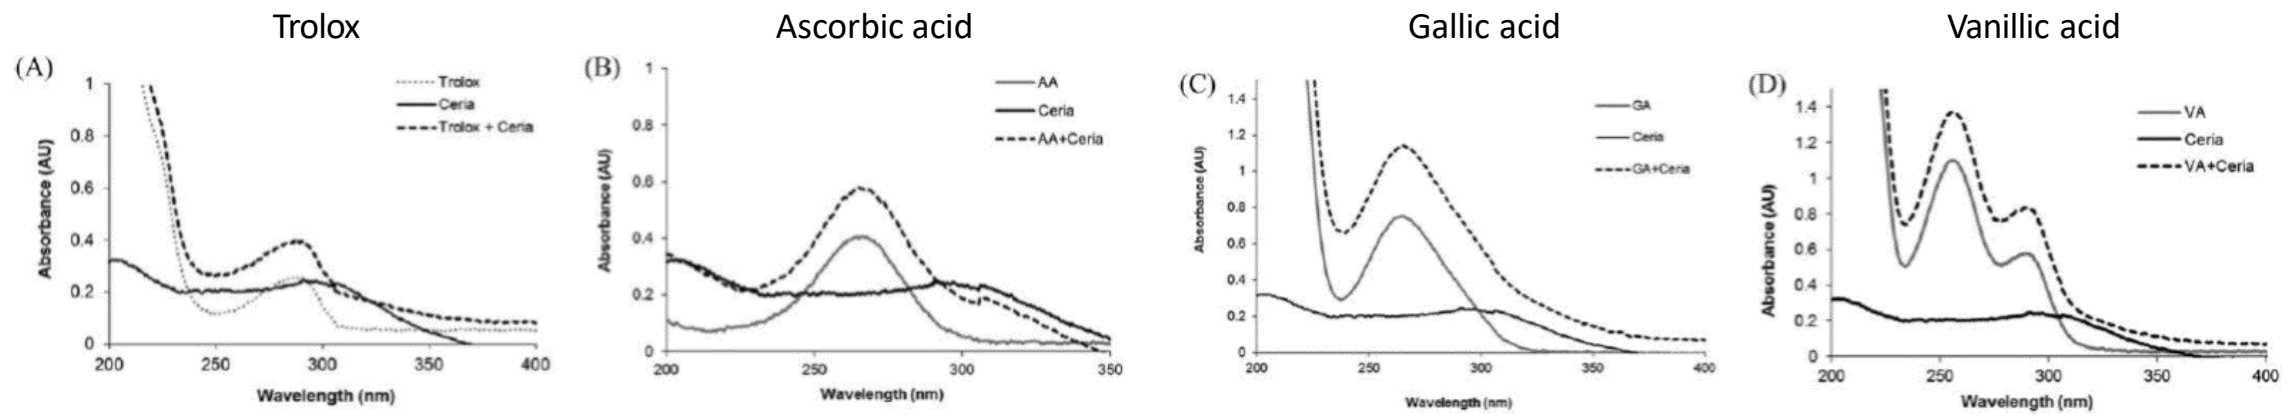 Trolox
Ascorbic acid
Gallic acid
Vanillic acid
(A)
Trolox
Ceria
Trolox + Ceria
Absorbance (AU)
1
0.8
0.6
0.4
0.2
0
200 250 300 350 400
Wavelength (nm)
(B)
AA
Ceria
AA+Ceria
Absorbance (AU)
1
0.8
0.6
0.4
0.2
0
200 250 300 350
Wavelength (nm)
(C)
GA
Ceria
GA+Ceria
Absorbance (AU)
1.4
1.2
1
0.8
0.6
0.4
0.2
0
200 250 300 350 400
Wavelength (nm)
(D)
VA
Ceria
VA+Ceria
Absorbance (AU)
1.4
1.2
1
0.8
0.6
0.4
0.2
0
200 250 300 350 400
Wavelength (nm)